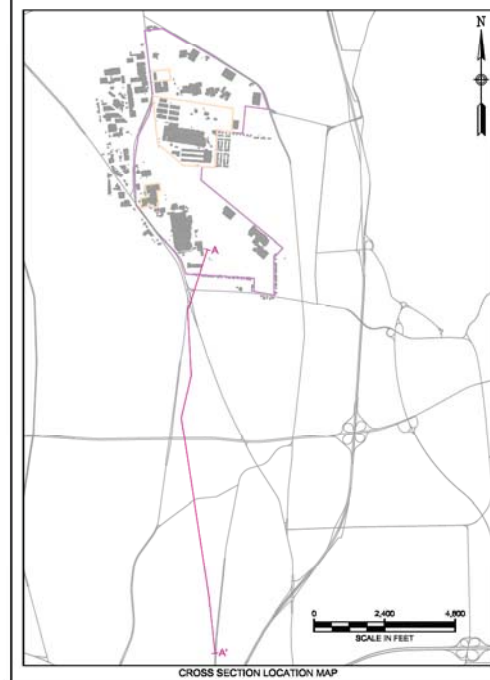 N
A
A'
0 2,400 4,800
SCALE IN FEET
CROSS SECTION LOCATION MAP